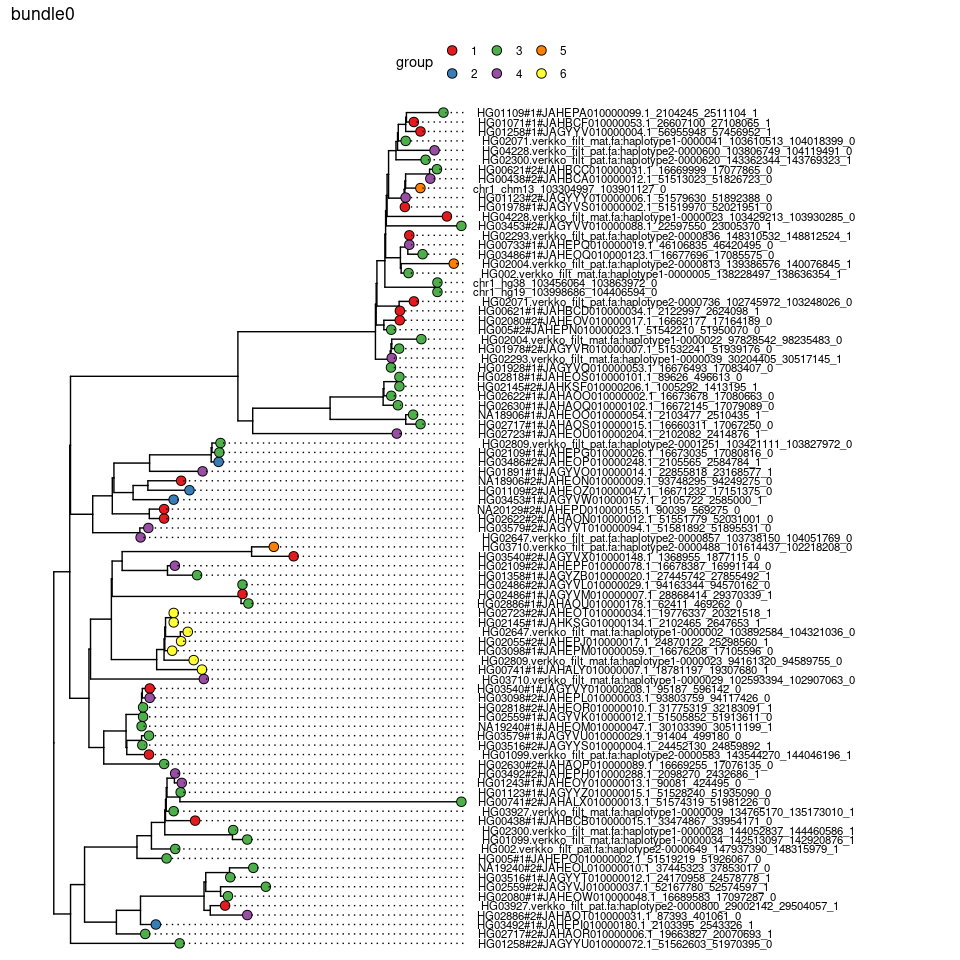 bundle0
group
1 3 5
2 4 6
HG01109#1#JAHEPA010000099.1_2104245_2511104_1
HG01071#1#JAHBCF010000053.1_26607100_27108065_1
HG01258#1#JAGYYV010000004.1_56955948_57456952_1
HG02071.verkko_filt_mat.fa:haplotype1-0000041_103610513_104018399_0
HG04228.verkko_filt_pat.fa:haplotype2-0000600_103806749_104119491_0
HG02300.verkko_filt_pat.fa:haplotype2-0000620_143362344_143769323_1
HG00621#2#JAHBCC010000031.1_16669999_17077865_0
HG00438#2#JAHBCA010000012.1_51513023_51826723_0
chr1_chm13_103304997_103901127_0
HG01123#2#JAGYYY010000006.1_51579630_51892388_0
HG01978#1#JAGYVS010000002.1_51519970_52021951_0
HG04228.verkko_filt_mat.fa:haplotype1-0000023_103429213_103930285_0
HG03453#2#JAGYVV010000088.1_22597550_23005370_1
HG02293.verkko_filt_pat.fa:haplotype2-0000836_148310532_148812524_1
HG00733#1#JAHEPQ010000019.1_46106835_46420495_0
HG03486#1#JAHEOQ010000123.1_16677696_17085575_0
HG02004.verkko_filt_pat.fa:haplotype2-0000813_139386576_140076845_1
HG002.verkko_filt_mat.fa:haplotype1-0000005_138228497_138636354_1
chr1_hg38_103456064_103863972_0
chr1_hg19_103998686_104406594_0
HG02071.verkko_filt_pat.fa:haplotype2-0000736_102745972_103248026_0
HG00621#1#JAHBCD010000034.1_2122997_2624098_1
HG02080#2#JAHEOV010000017.1_16662177_17164189_0
HG005#2#JAHEPN010000023.1_51542210_51950070_0
HG02004.verkko_filt_mat.fa:haplotype1-0000022_97828542_98235483_0
HG01978#2#JAGYVR010000007.1_51532241_51939176_0
HG02293.verkko_filt_mat.fa:haplotype1-0000039_30204405_30517145_1
HG01928#1#JAGYVQ010000053.1_16676493_17083407_0
HG02818#1#JAHEOS010000101.1_89626_496613_0
HG02145#2#JAHKSF010000206.1_1005292_1413195_1
HG02622#1#JAHAOO010000002.1_16673678_17080663_0
HG02630#1#JAHAOQ010000102.1_16672145_17079089_0
NA18906#1#JAHEOO010000054.1_2103477_2510435_1
HG02717#1#JAHAOS010000015.1_16660311_17067250_0
HG02723#1#JAHEOU010000204.1_2102082_2414876_1
HG02809.verkko_filt_pat.fa:haplotype2-0001251_103421111_103827972_0
HG02109#1#JAHEPG010000026.1_16673035_17080816_0
HG03486#2#JAHEOP010000248.1_2105565_2584784_1
HG01891#1#JAGYVO010000014.1_22855818_23168577_1
NA18906#2#JAHEON010000009.1_93748295_94249275_0
HG01109#2#JAHEOZ010000047.1_16671232_17151375_0
HG03453#1#JAGYVW010000157.1_2105722_2585000_1
NA20129#2#JAHEPD010000155.1_90039_569275_0
HG02622#2#JAHAON010000012.1_51551779_52031001_0
HG03579#2#JAGYVT010000094.1_51581892_51895531_0
HG02647.verkko_filt_pat.fa:haplotype2-0000857_103738150_104051769_0
HG03710.verkko_filt_pat.fa:haplotype2-0000488_101614437_102218208_0
HG03540#2#JAGYVX010000148.1_1368955_1877115_0
HG02109#2#JAHEPF010000078.1_16678387_16991144_0
HG01358#1#JAGYZB010000020.1_27445742_27855492_1
HG02486#2#JAGYVL010000029.1_94163344_94570162_0
HG02486#1#JAGYVM010000007.1_28868414_29370339_1
HG02886#1#JAHAOU010000178.1_62411_469262_0
HG02723#2#JAHEOT010000034.1_19776337_20321518_1
HG02145#1#JAHKSG010000134.1_2102465_2647653_1
HG02647.verkko_filt_mat.fa:haplotype1-0000002_103892584_104321036_0
HG02055#2#JAHEPJ010000017.1_24870122_25298560_1
HG03098#1#JAHEPM010000059.1_16676208_17105596_0
HG02809.verkko_filt_mat.fa:haplotype1-0000023_94161320_94589755_0
HG00741#1#JAHALY010000007.1_18781197_19307680_1
HG03710.verkko_filt_mat.fa:haplotype1-0000029_102593394_102907063_0
HG03540#1#JAGYVY010000208.1_95187_596142_0
HG03098#2#JAHEPL010000003.1_93803759_94117426_0
HG02818#2#JAHEOR010000010.1_31775319_32183091_1
HG02559#1#JAGYVK010000012.1_51505852_51913611_0
NA19240#1#JAHEOM010000047.1_30103390_30511199_1
HG03579#1#JAGYVU010000029.1_91404_499180_0
HG03516#2#JAGYYS010000004.1_24452130_24859892_1
HG01099.verkko_filt_pat.fa:haplotype2-0000583_143544270_144046196_1
HG02630#2#JAHAOP010000089.1_16669255_17076135_0
HG03492#2#JAHEPH010000288.1_2098270_2432686_1
HG01243#1#JAHEOY010000013.1_90081_424495_0
HG01123#1#JAGYYZ010000015.1_51528240_51935090_0
HG00741#2#JAHALX010000013.1_51574319_51981226_0
HG03927.verkko_filt_mat.fa:haplotype1-0000009_134765170_135173010_1
HG00438#1#JAHBCB010000015.1_33474867_33954171_0
HG02300.verkko_filt_mat.fa:haplotype1-0000028_144052837_144460586_1
HG01099.verkko_filt_mat.fa:haplotype1-0000034_142513097_142920876_1
HG002.verkko_filt_pat.fa:haplotype2-0000649_147937390_148315979_1
HG005#1#JAHEPO010000002.1_51519219_51926067_0
NA19240#2#JAHEOL010000010.1_37445323_37853017_0
HG03516#1#JAGYYT010000012.1_24170958_24578778_1
HG02559#2#JAGYVJ010000037.1_52167780_52574597_1
HG02080#1#JAHEOW010000048.1_16689583_17097287_0
HG03927.verkko_filt_pat.fa:haplotype2-0000800_29002142_29504057_1
HG02886#2#JAHAOT010000031.1_87393_401061_0
HG03492#1#JAHEPI010000180.1_2103395_2543326_1
HG02717#2#JAHAOR010000006.1_19663827_20070693_1
HG01258#2#JAGYYU010000072.1_51562603_51970395_0